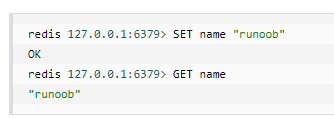 redis 127.0.0.1:6379> SET name "runoob"
OK
redis 127.0.0.1:6379> GET name
"runoob"